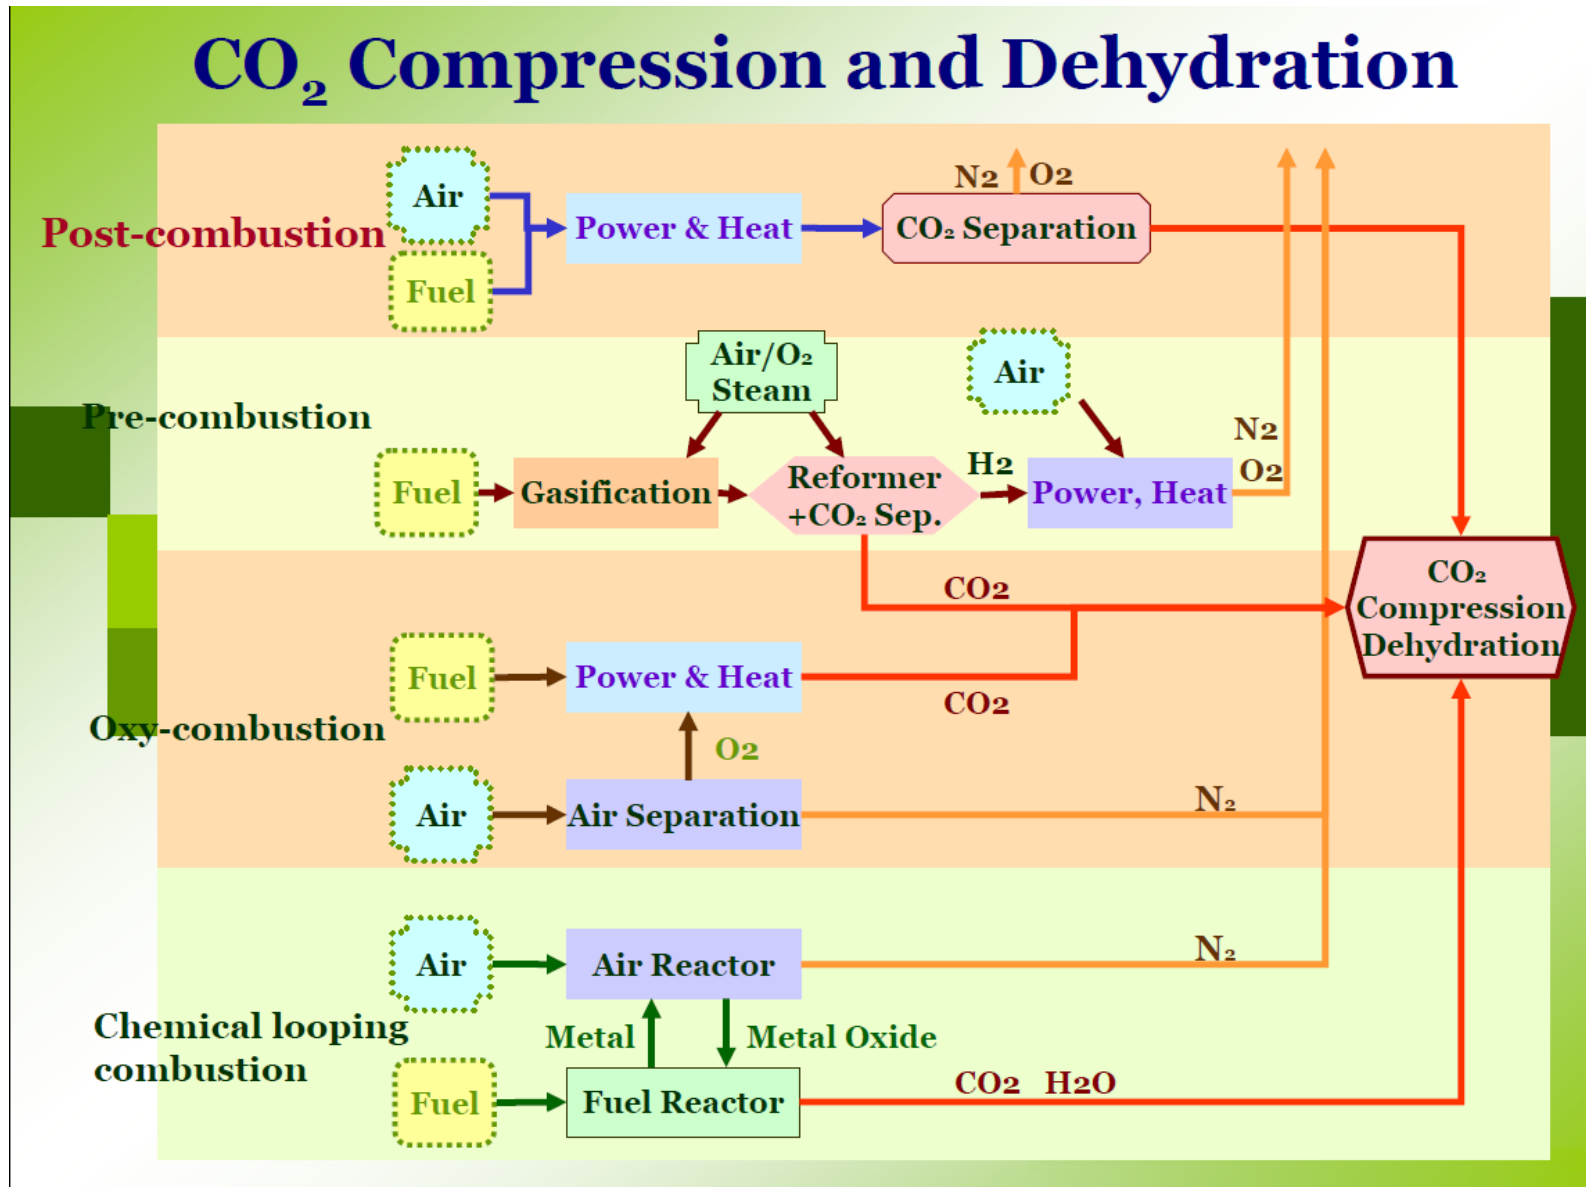 CO₂ Compression and Dehydration
N2 O2
Air
Post-combustion
Power & Heat
CO₂ Separation
Fuel
Air/O₂
Steam
Air
Pre-combustion
N2
O2
H2
Fuel
Gasification
Reformer
+CO₂ Sep.
Power, Heat
CO2
CO₂
Compression
Dehydration
Fuel
Power & Heat
CO2
Oxy-combustion
O2
Air
Air Separation
N₂
Air
Air Reactor
N₂
Chemical looping
combustion
Metal
Metal Oxide
Fuel
Fuel Reactor
CO2 H2O